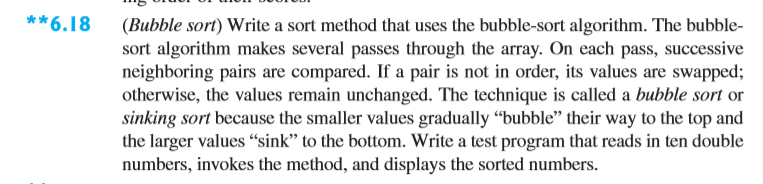 **6.18 (Bubble sort) Write a sort method that uses the bubble-sort algorithm. The bubble-
sort algorithm makes several passes through the array. On each pass, successive
neighboring pairs are compared. If a pair is not in order, its values are swapped;
otherwise, the values remain unchanged. The technique is called a bubble sort or
sinking sort because the smaller values gradually “bubble” their way to the top and
the larger values “sink” to the bottom. Write a test program that reads in ten double
numbers, invokes the method, and displays the sorted numbers.